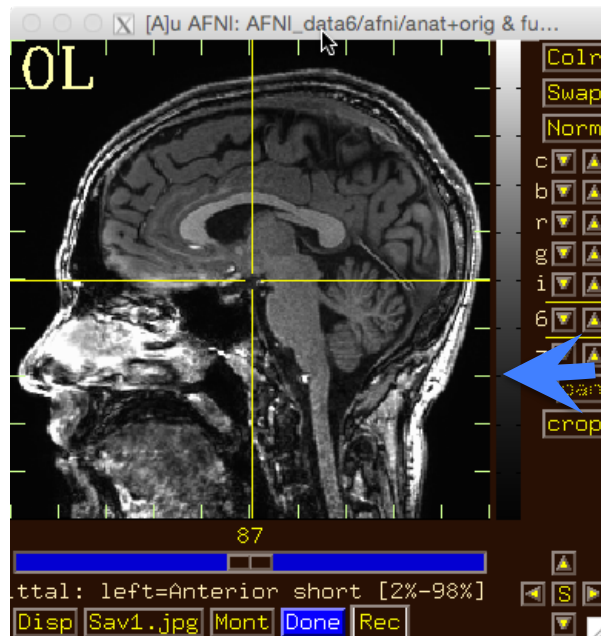 [A]u AFNI: AFNI_data6/afni/anat+orig & fu...
OL
Colr
Swap
Norm
c
b
r
g
i
6
crop
87
ttal: left=Anterior short [2%-98%]
S
Disp Sav1.jpg Mont Done Rec